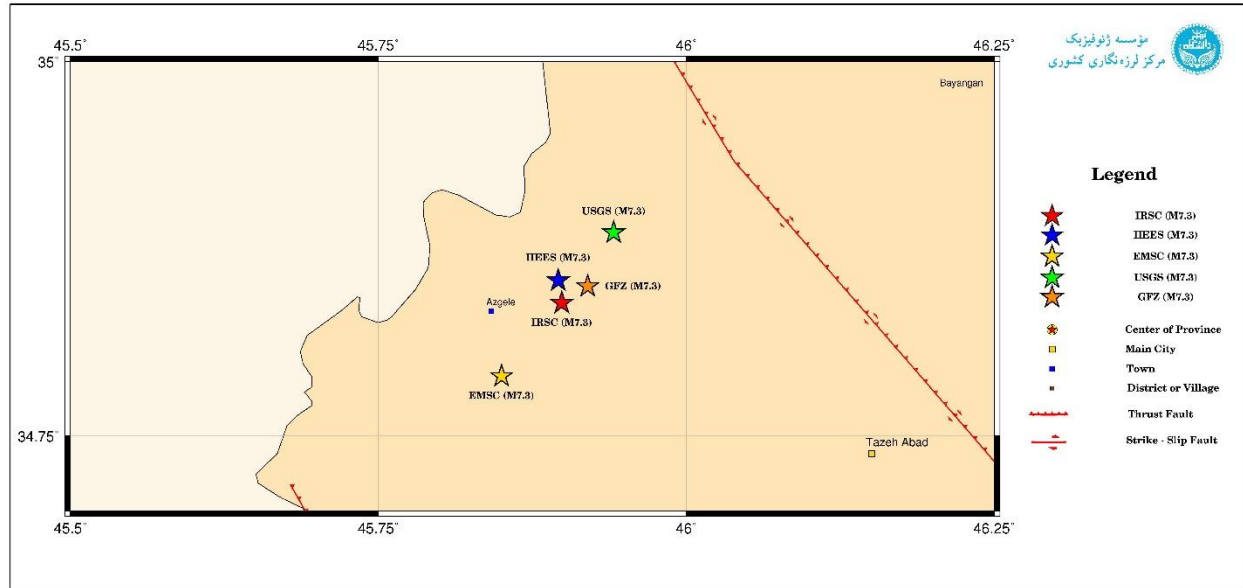 مؤسسه ژئوفیزیک
مرکز لرزه نگاری کشوری
45.5°
45.75°
46°
46.25°
35°
Bayangan
USGS (M7.3)
IIEES (M7.3)
GFZ (M7.3)
Azgele
IRSC (M7.3)
EMSC (M7.3)
34.75°
Tazeh Abad
45.5°
45.75°
46°
46.25°
Legend
IRSC (M7.3)
IIEES (M7.3)
EMSC (M7.3)
USGS (M7.3)
GFZ (M7.3)
Center of Province
Main City
Town
District or Village
Thrust Fault
Strike - Slip Fault